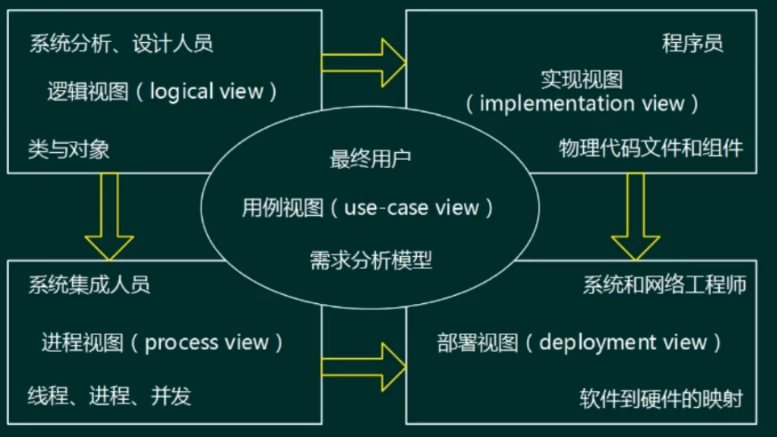 系统分析、设计人员
逻辑视图（logical view）
类与对象
程序员
实现视图
（implementation view）
物理代码文件和组件
最终用户
用例视图（use-case view）
需求分析模型
系统集成人员
进程视图（process view）
线程、进程、并发
系统和网络工程师
部署视图（deployment view）
软件到硬件的映射